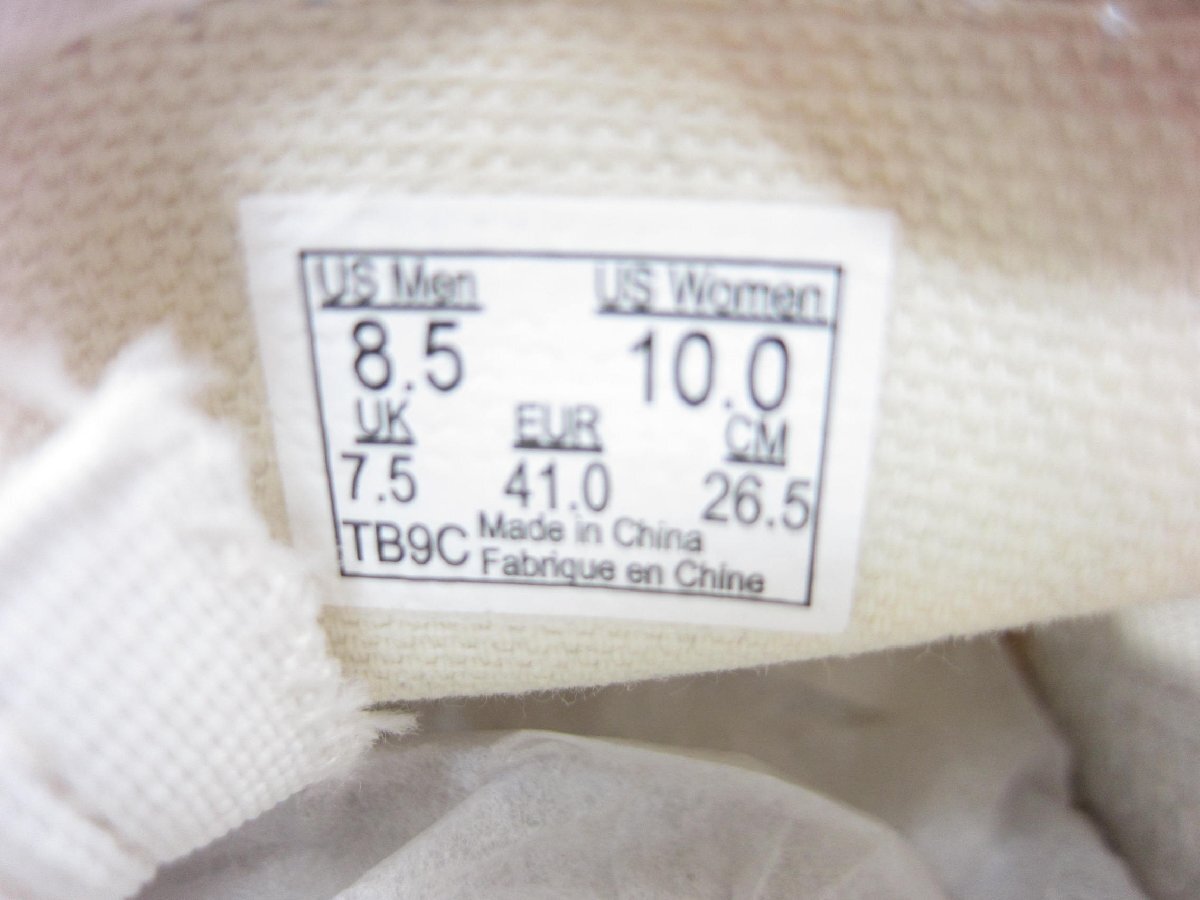 US Men US Women
8.5 10.0
UK EUR CM
7.5 41.0 26.5
TB9C Made in China
Fabrique en Chine